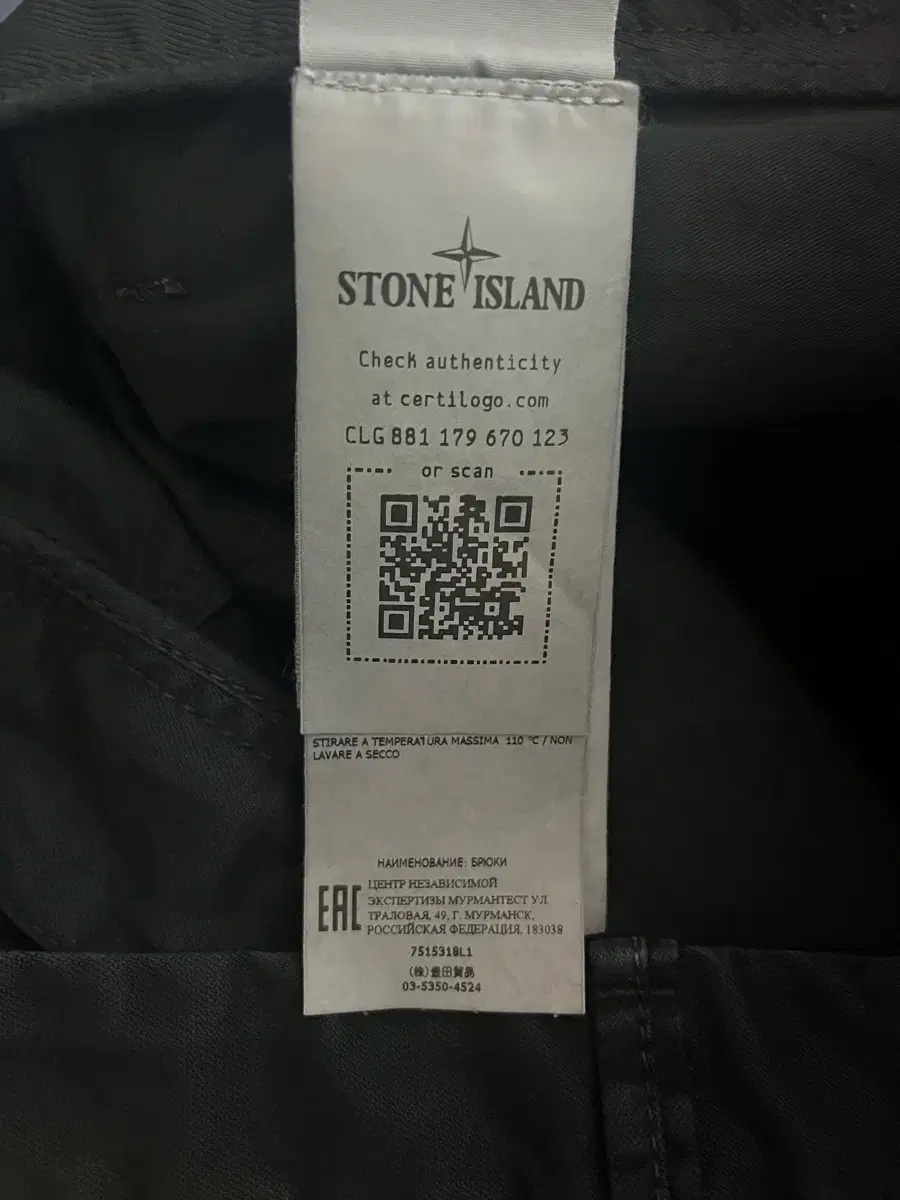 STONE ISLAND
Check authenticity
at certilogo.com
CLG 881 179 670 123
or scan
STIRARE A TEMPERATURA MASSIMA 110 °C / NON
LAVARE A SECCO
НАИМЕНОВАНИЕ: БРЮКИ
EAC
ЦЕНТР НЕЗАВИСИМОЙ
ЭКСПЕРТИЗЫ МУРМАНТЕСТ УЛ.
ТРАЛОВАЯ, 49, Г. МУРМАНСК,
РОССИЙСКАЯ ФЕДЕРАЦИЯ, 183038
7515318L1
(株)豊田貿易
03-5350-4524